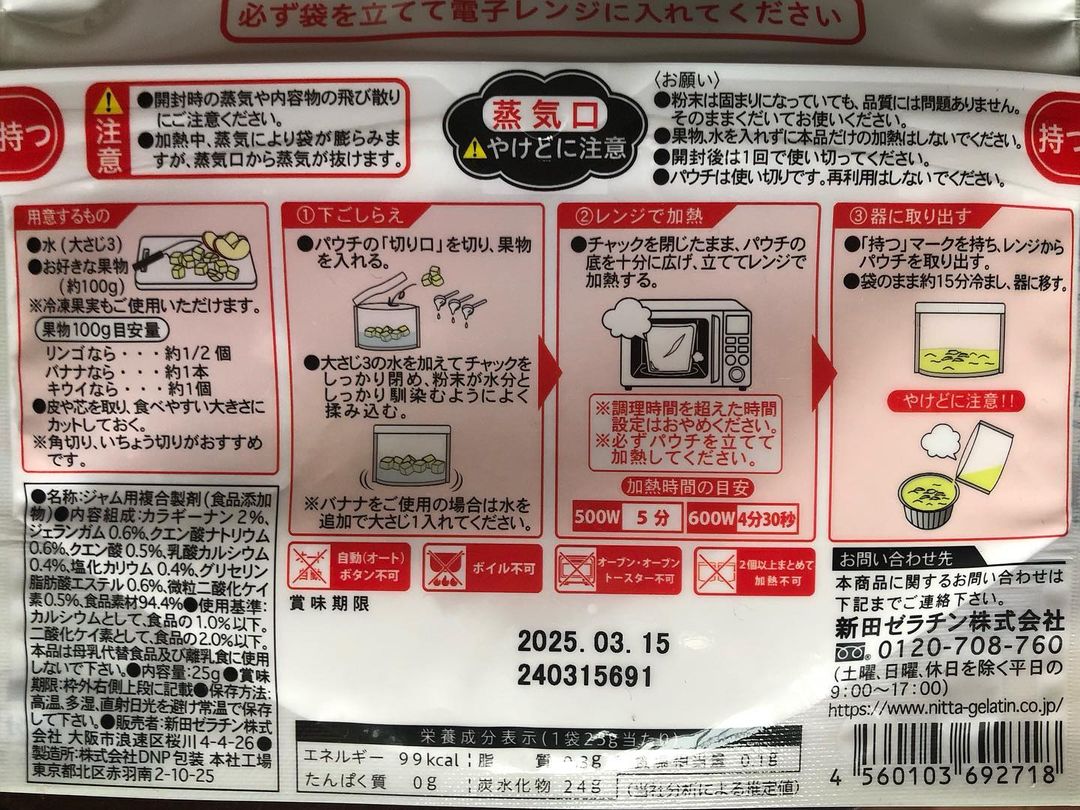 必ず袋を立てて電子レンジに入れてください
持つ
注意
●開封時の蒸気や内容物の飛び散り
にご注意ください。
●加熱中、蒸気により袋が膨らみま
すが、蒸気口から蒸気が抜けます。
蒸気口
やけどに注意
〈お願い〉
●粉末は固まりになっていても、品質には問題ありません。
そのままくだいてお使いください。
●果物、水を入れずに本品だけの加熱はしないでください。
●開封後は1回で使い切ってください。
●パウチは使い切りです。再利用はしないでください。
持つ
用意するもの
●水(大さじ3)
●お好きな果物
(約100g)
※冷凍果実もご使用いただけます。
果物100g目安量
リンゴなら・・・約1/2個
バナナなら・・・約1本
キウイなら・・・約1個
●皮や芯を取り、食べやすい大きさに
カットしておく。
※角切り、いちょう切りがおすすめ
です。
①下ごしらえ
●パウチの「切り口」を切り、果物
を入れる。
●大さじ3の水を加えてチャックを
しっかり閉め、粉末が水分と
しっかり馴染むようによく
揉み込む。
※バナナをご使用の場合は水を
追加で大さじ1入れてください。
②レンジで加熱
●チャックを閉じたまま、パウチの
底を十分に広げ、立ててレンジで
加熱する。
※調理時間を超えた時間
設定はおやめください。
※必ずパウチを立てて
加熱してください。
加熱時間の目安
500W 5分 600W 4分30秒
③器に取り出す
●「持つ」マークを持ち、レンジから
パウチを取り出す。
●袋のまま約15分冷まし、器に移す。
やけどに注意!!
自動
自動(オート)
ボタン不可
ボイル不可
オーブン・オーブン
トースター不可
2個以上まとめて
加熱不可
●名称:ジャム用複合製剤(食品添加
物)●内容組成:カラギーナン2%、
ジェランガム0.6%、クエン酸ナトリウム
0.6%、クエン酸0.5%、乳酸カルシウム
0.4%、塩化カリウム0.4%、グリセリン
脂肪酸エステル0.6%、微粒二酸化ケイ
素0.5%、食品素材94.4%●使用基準:
カルシウムとして、食品の1.0%以下。
二酸化ケイ素として、食品の2.0%以下。
本品は母乳代替食品及び離乳食に使用
しないで下さい。●内容量:25g●賞味
期限:枠外右側上段に記載●保存方法:
高温、多湿、直射日光を避け常温で保存
して下さい。●販売者:新田ゼラチン株式
会社 大阪市浪速区桜川4-4-26●
製造所:株式会社DNP包装 本社工場
東京都北区赤羽南2-10-25
賞味期限
2025.03.15
240315691
栄養成分表示(1袋25g当たり)
エネルギー 99kcal 脂 質 0.3g 食塩相当量 0.1g
たんぱく質 0g 炭水化物 24g (当社分析による推定値)
お問い合わせ先
本商品に関するお問い合わせは
下記までご連絡下さい。
新田ゼラチン株式会社
0120-708-760
(土曜、日曜、休日を除く平日の
9:00〜17:00)
https://www.nitta-gelatin.co.jp/
4 560103 692718